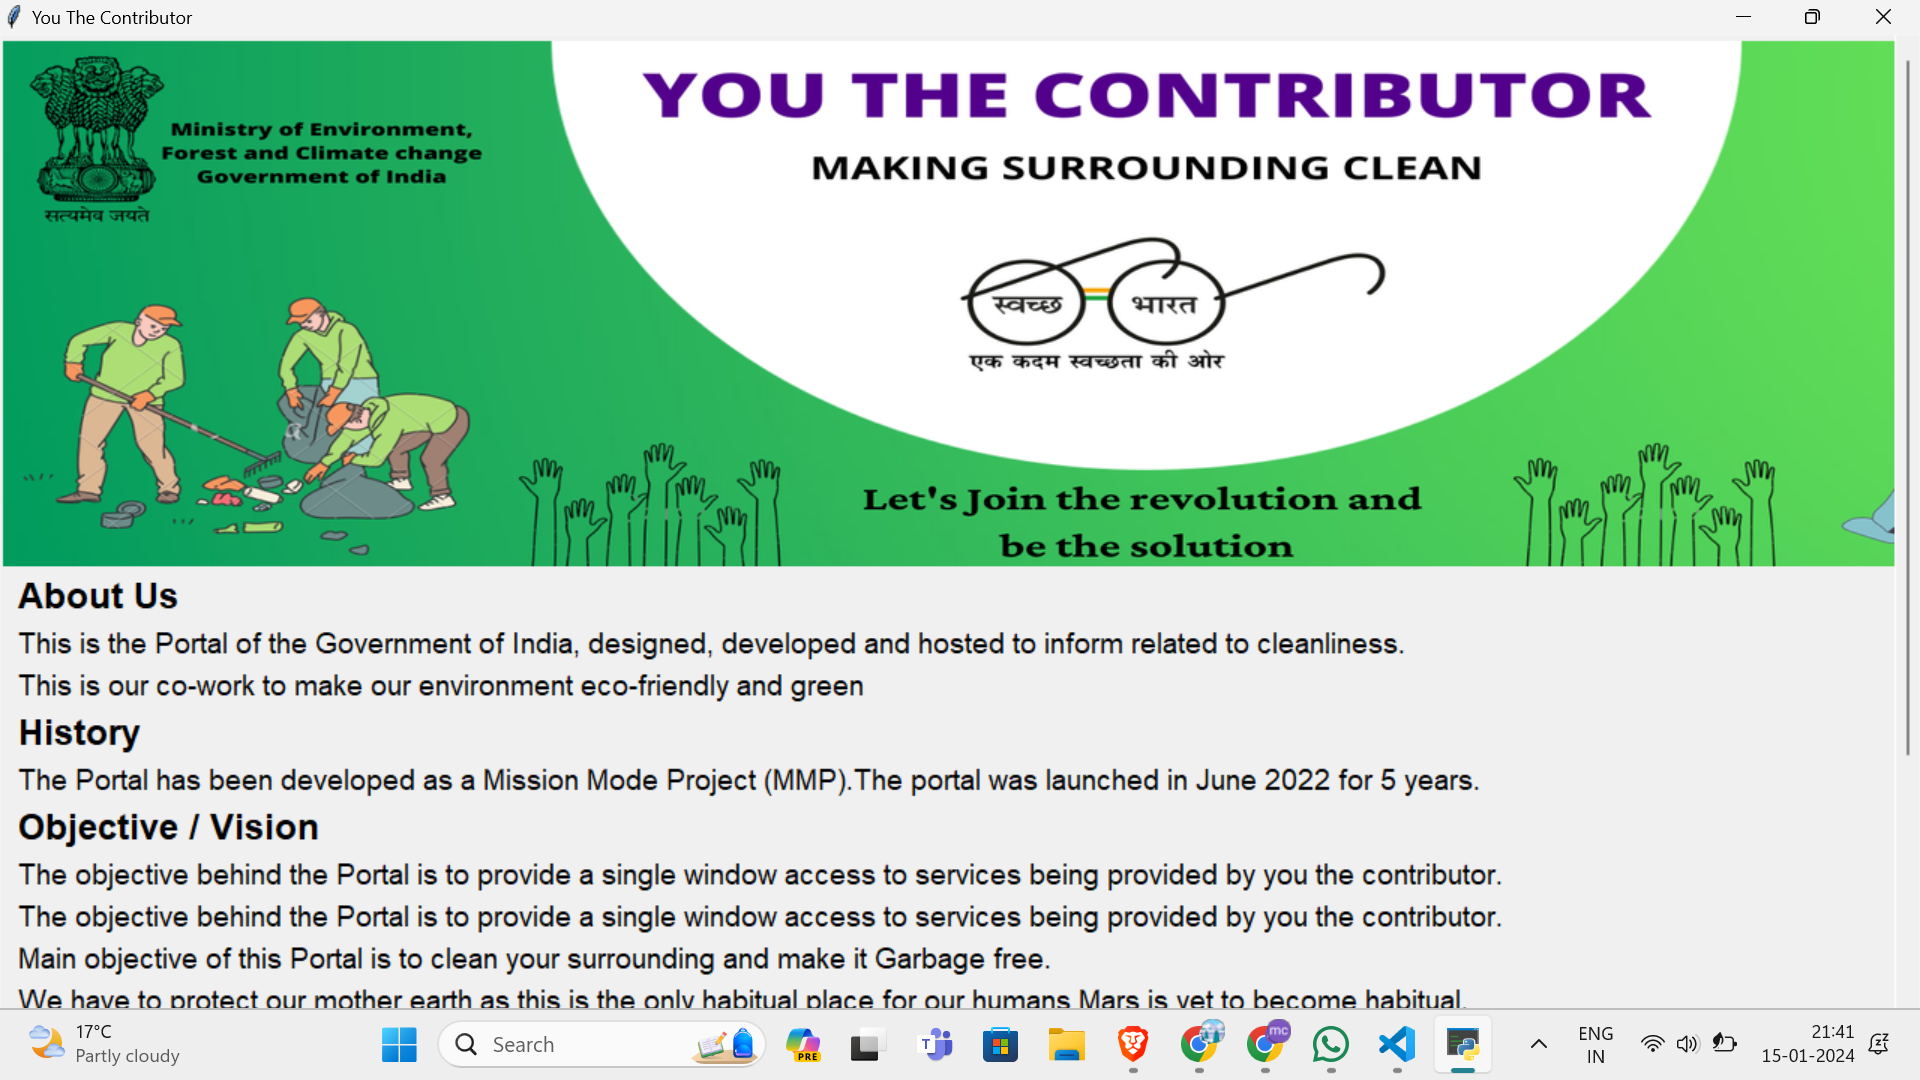 You The Contributor
Ministry of Environment,
Forest and Climate change
Government of India
सत्यमेव जयते
YOU THE CONTRIBUTOR
MAKING SURROUNDING CLEAN
स्वच्छ भारत
एक कदम स्वच्छता की ओर
Let's Join the revolution and
be the solution
About Us
This is the Portal of the Government of India, designed, developed and hosted to inform related to cleanliness.
This is our co-work to make our environment eco-friendly and green
History
The Portal has been developed as a Mission Mode Project (MMP).The portal was launched in June 2022 for 5 years.
Objective / Vision
The objective behind the Portal is to provide a single window access to services being provided by you the contributor.
The objective behind the Portal is to provide a single window access to services being provided by you the contributor.
Main objective of this Portal is to clean your surrounding and make it Garbage free.
We have to protect our mother earth as this is the only habitual place for our humans Mars is yet to become habitual.
17°C
Partly cloudy
Search
PRE
T
mc
ENG
IN
21:41
15-01-2024